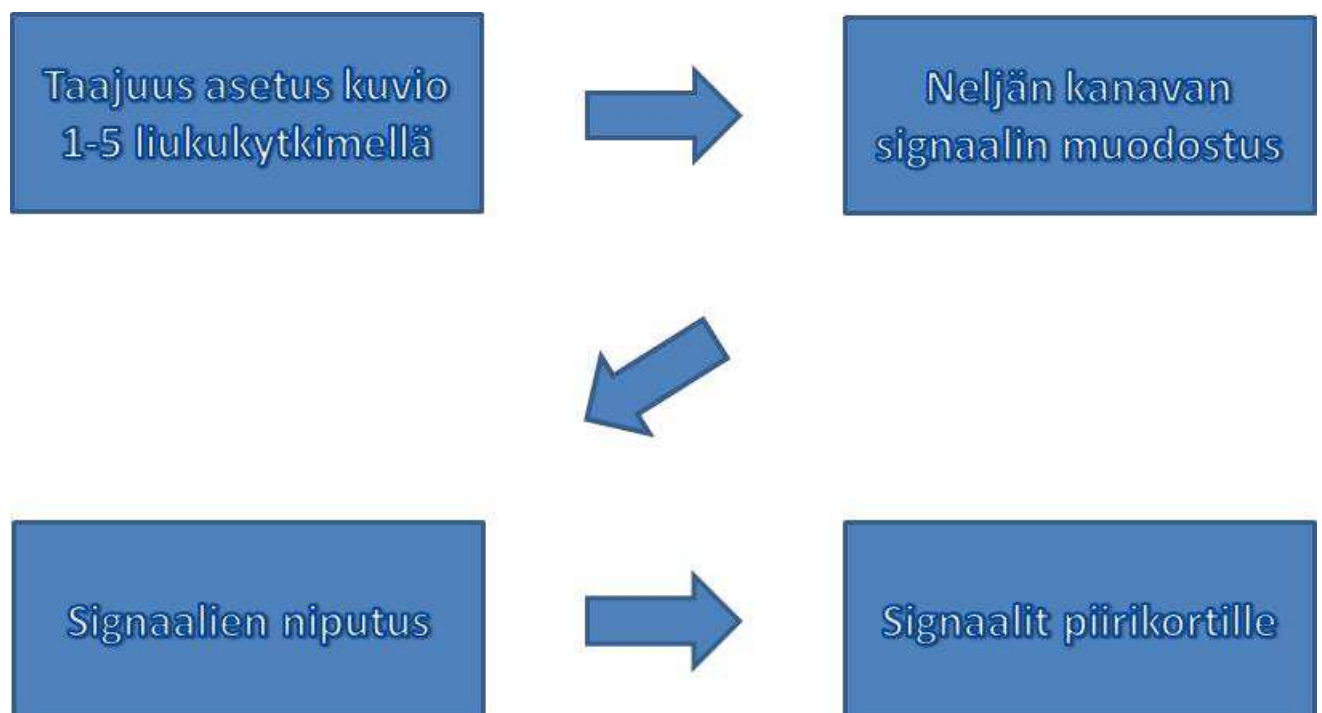 Taajuus asetus kuvio
1-5 liukukytkimellä
Neljän kanavan
signaalin muodostus
Signaalien niputus
Signaalit piirikortille